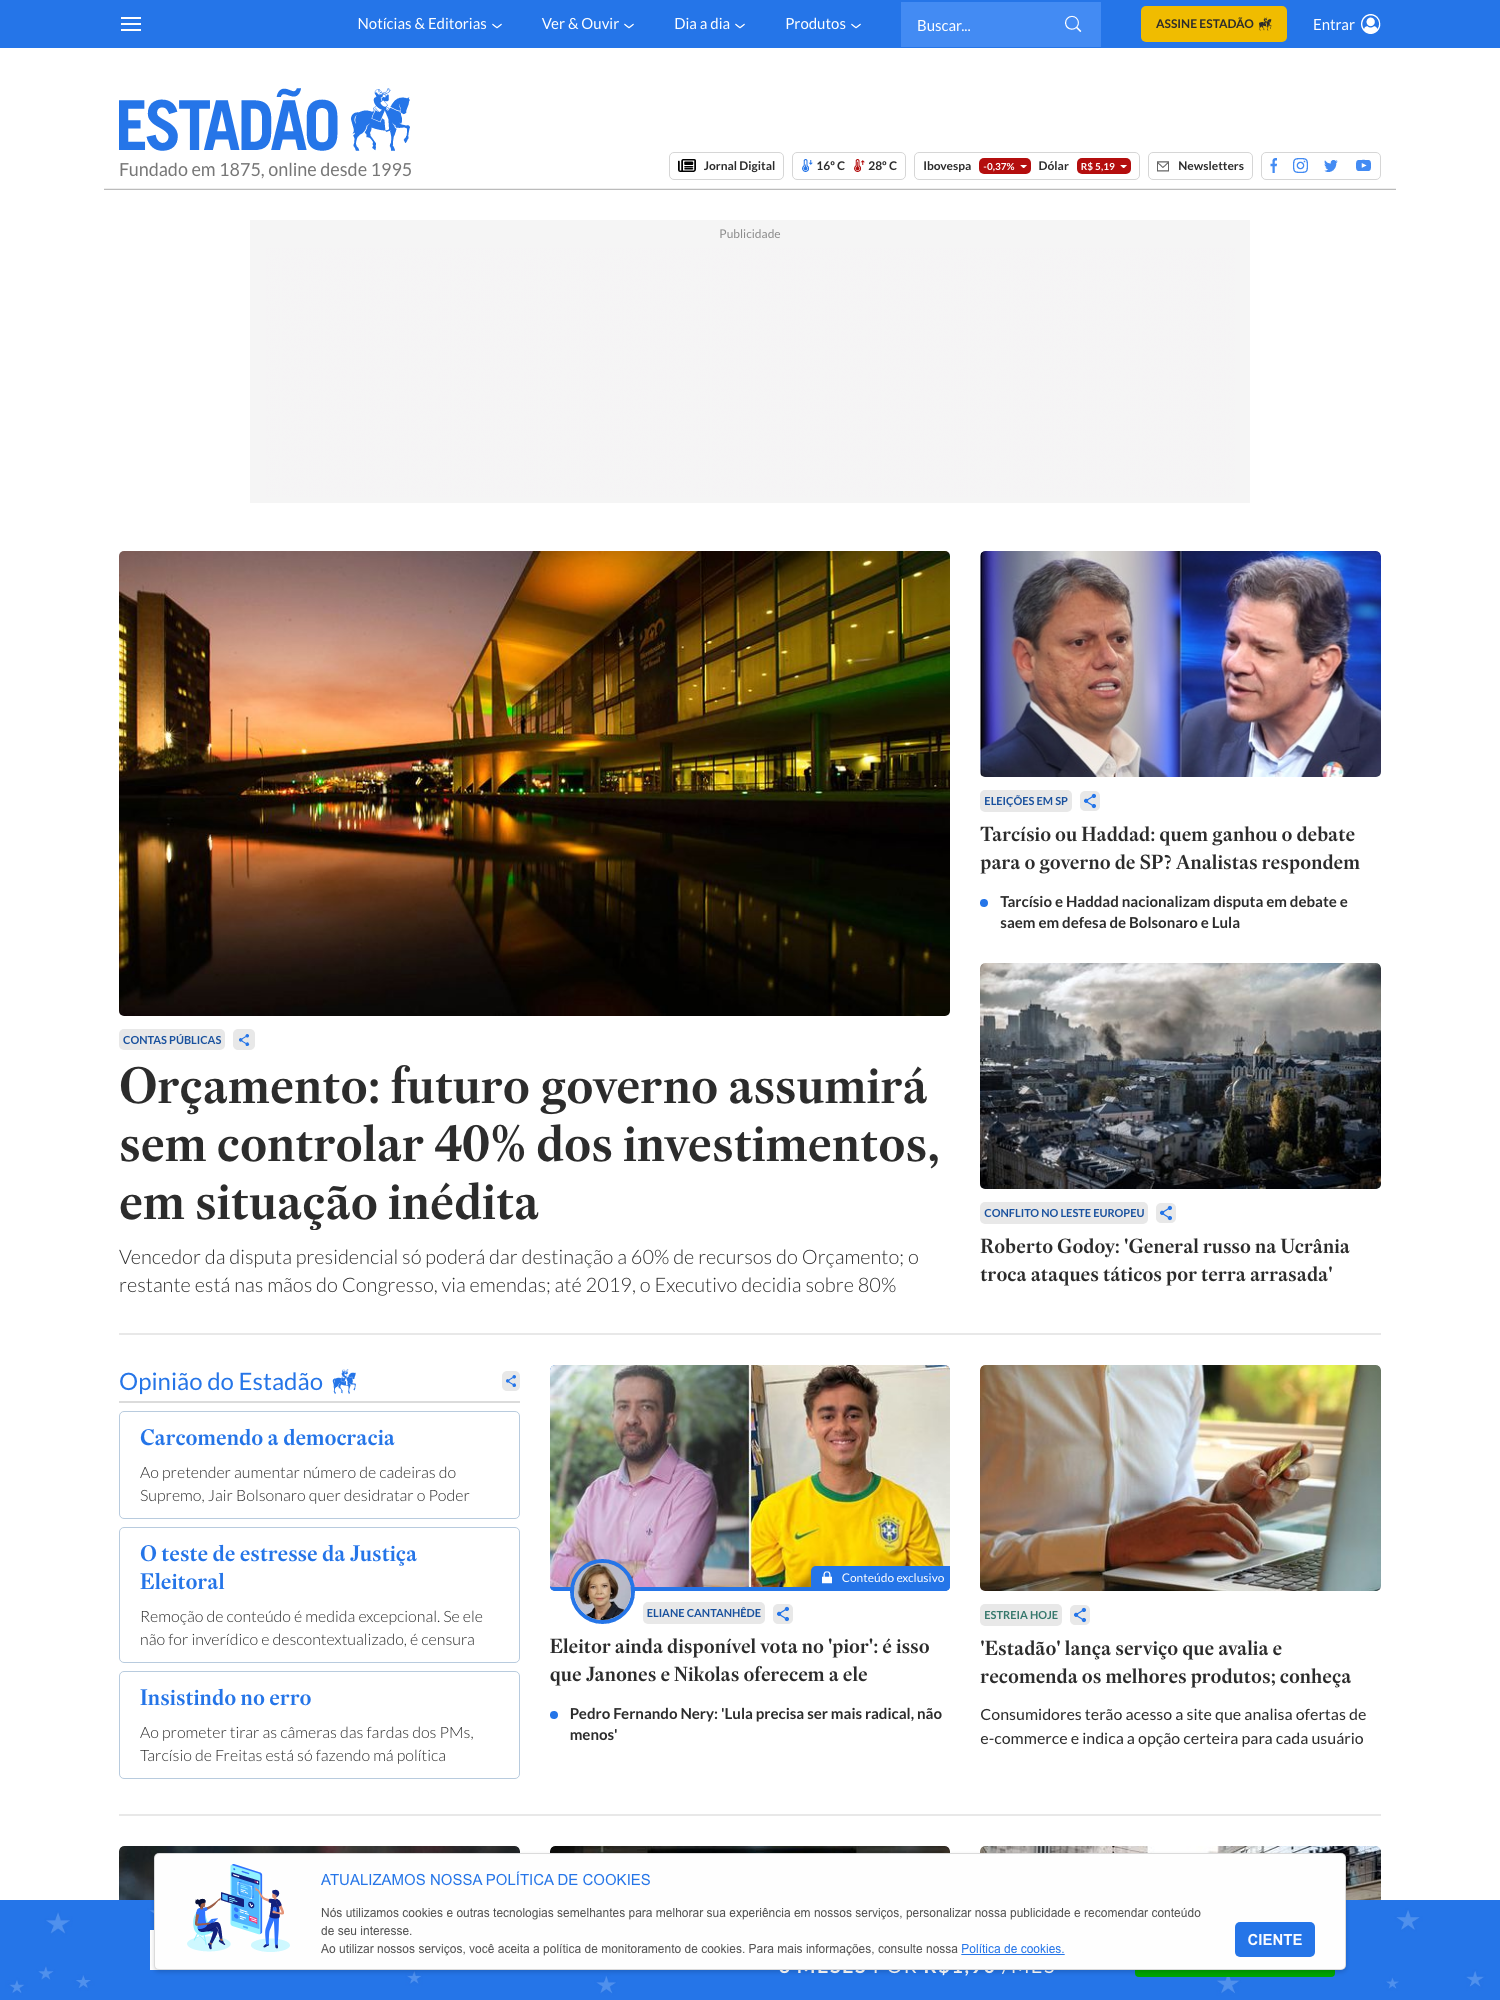 Notícias & Editorias
Ver & Ouvir
Dia a dia
Produtos
Buscar...
ASSINE ESTADÃO
Entrar
ESTADÃO
Fundado em 1875, online desde 1995
Jornal Digital
16º C 28º C
Ibovespa -0,37% Dólar R$ 5,19
Newsletters
Publicidade
CONTAS PÚBLICAS
Orçamento: futuro governo assumirá
sem controlar 40% dos investimentos,
em situação inédita
Vencedor da disputa presidencial só poderá dar destinação a 60% de recursos do Orçamento; o
restante está nas mãos do Congresso, via emendas; até 2019, o Executivo decidia sobre 80%
ELEIÇÕES EM SP
Tarcísio ou Haddad: quem ganhou o debate
para o governo de SP? Analistas respondem
Tarcísio e Haddad nacionalizam disputa em debate e
saem em defesa de Bolsonaro e Lula
CONFLITO NO LESTE EUROPEU
Roberto Godoy: 'General russo na Ucrânia
troca ataques táticos por terra arrasada'
Opinião do Estadão
Carcomendo a democracia
Ao pretender aumentar número de cadeiras do
Supremo, Jair Bolsonaro quer desidratar o Poder
O teste de estresse da Justiça
Eleitoral
Remoção de conteúdo é medida excepcional. Se ele
não for inverídico e descontextualizado, é censura
Insistindo no erro
Ao prometer tirar as câmeras das fardas dos PMs,
Tarcísio de Freitas está só fazendo má política
Conteúdo exclusivo
ELIANE CANTANHÊDE
Eleitor ainda disponível vota no 'pior': é isso
que Janones e Nikolas oferecem a ele
Pedro Fernando Nery: 'Lula precisa ser mais radical, não
menos'
ESTREIA HOJE
'Estadão' lança serviço que avalia e
recomenda os melhores produtos; conheça
Consumidores terão acesso a site que analisa ofertas de
e-commerce e indica a opção certeira para cada usuário
ATUALIZAMOS NOSSA POLÍTICA DE COOKIES
Nós utilizamos cookies e outras tecnologias semelhantes para melhorar sua experiência em nossos serviços, personalizar nossa publicidade e recomendar conteúdo
de seu interesse.
Ao utilizar nossos serviços, você aceita a política de monitoramento de cookies. Para mais informações, consulte nossa Política de cookies.
CIENTE